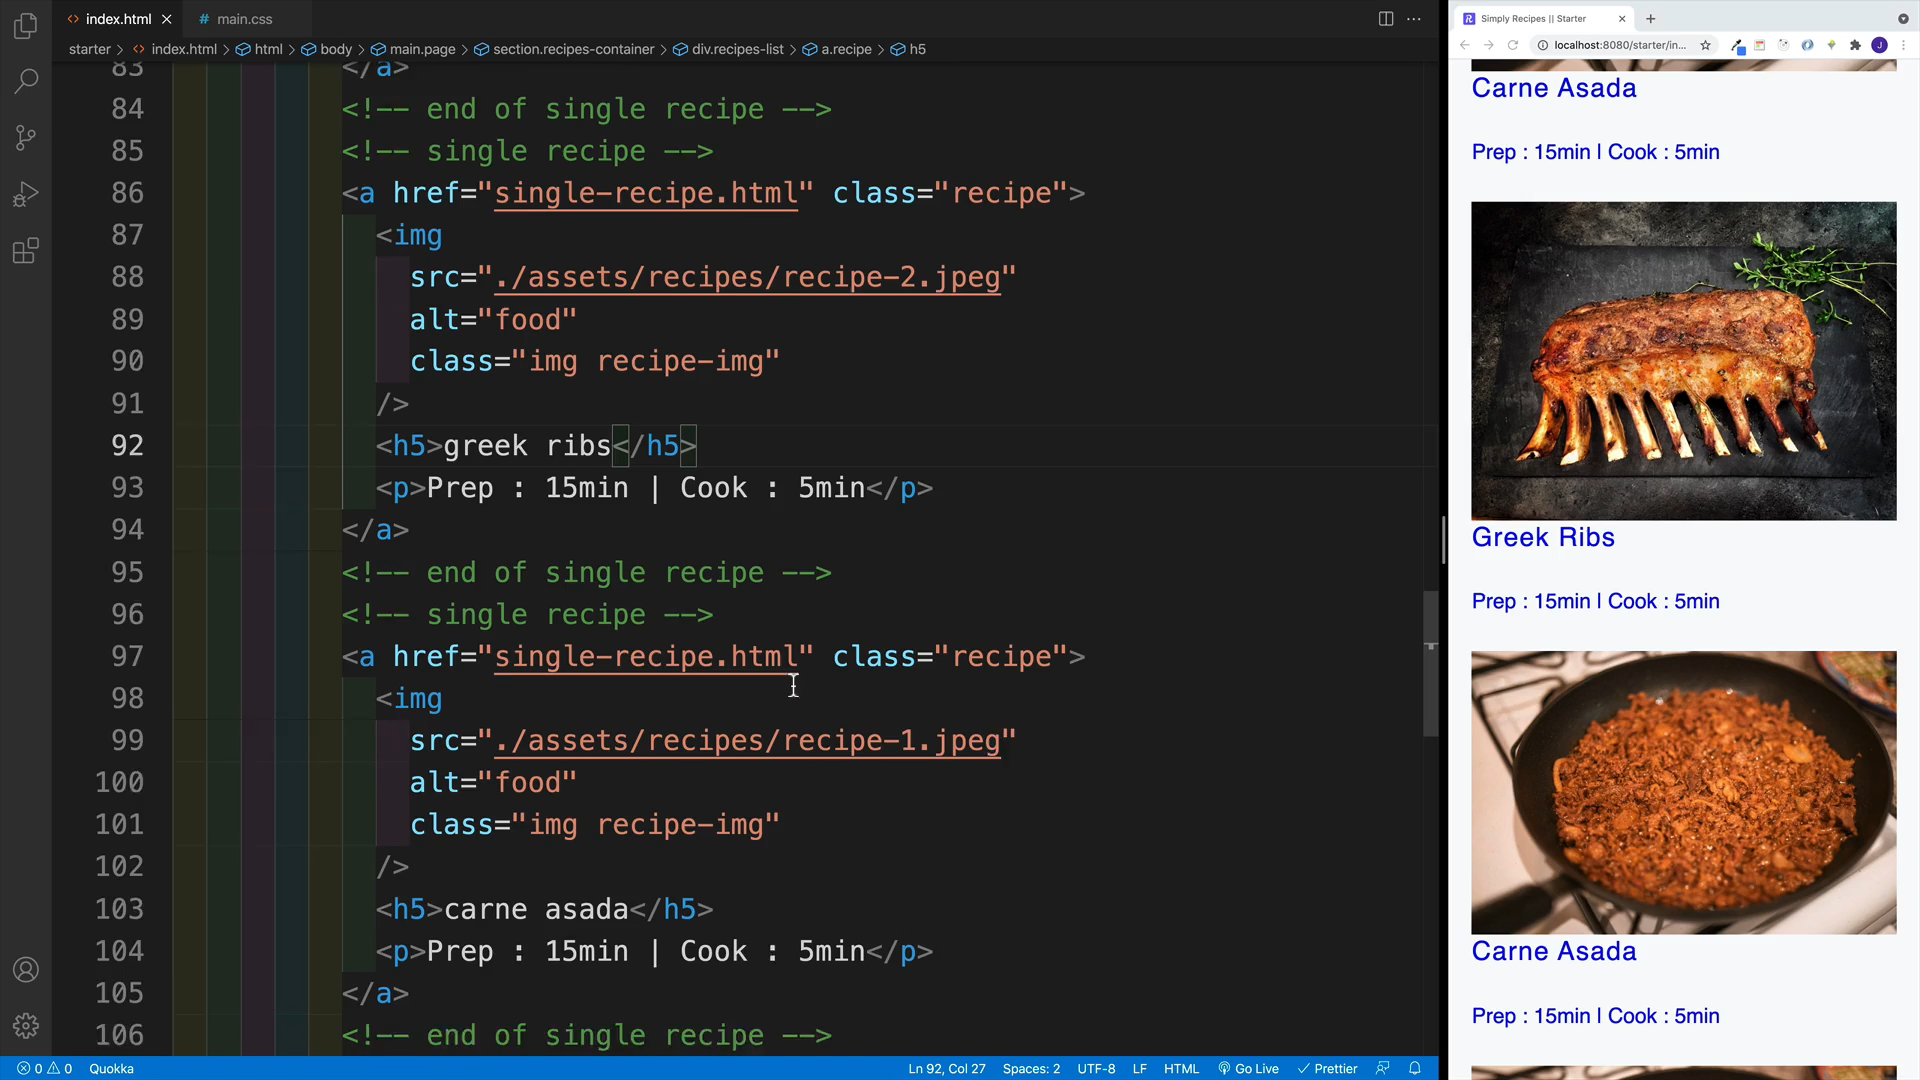 index.html
# main.css
starter > index.html > html > body > main.page > section.recipes-container > div.recipes-list > a.recipe > h5
83 </a>
84 <!-- end of single recipe -->
85 <!-- single recipe -->
86 <a href="single-recipe.html" class="recipe">
87 <img
88 src="./assets/recipes/recipe-2.jpeg"
89 alt="food"
90 class="img recipe-img"
91 />
92 <h5>greek ribs</h5>
93 <p>Prep : 15min | Cook : 5min</p>
94 </a>
95 <!-- end of single recipe -->
96 <!-- single recipe -->
97 <a href="single-recipe.html" class="recipe">
98 <img
99 src="./assets/recipes/recipe-1.jpeg"
100 alt="food"
101 class="img recipe-img"
102 />
103 <h5>carne asada</h5>
104 <p>Prep : 15min | Cook : 5min</p>
105 </a>
106 <!-- end of single recipe -->
0 0 Quokka
Ln 92, Col 27 Spaces: 2 UTF-8 LF HTML Go Live Prettier
Simply Recipes || Starter
localhost:8080/starter/in...
J
Carne Asada
Prep : 15min | Cook : 5min
Greek Ribs
Prep : 15min | Cook : 5min
Carne Asada
Prep : 15min | Cook : 5min